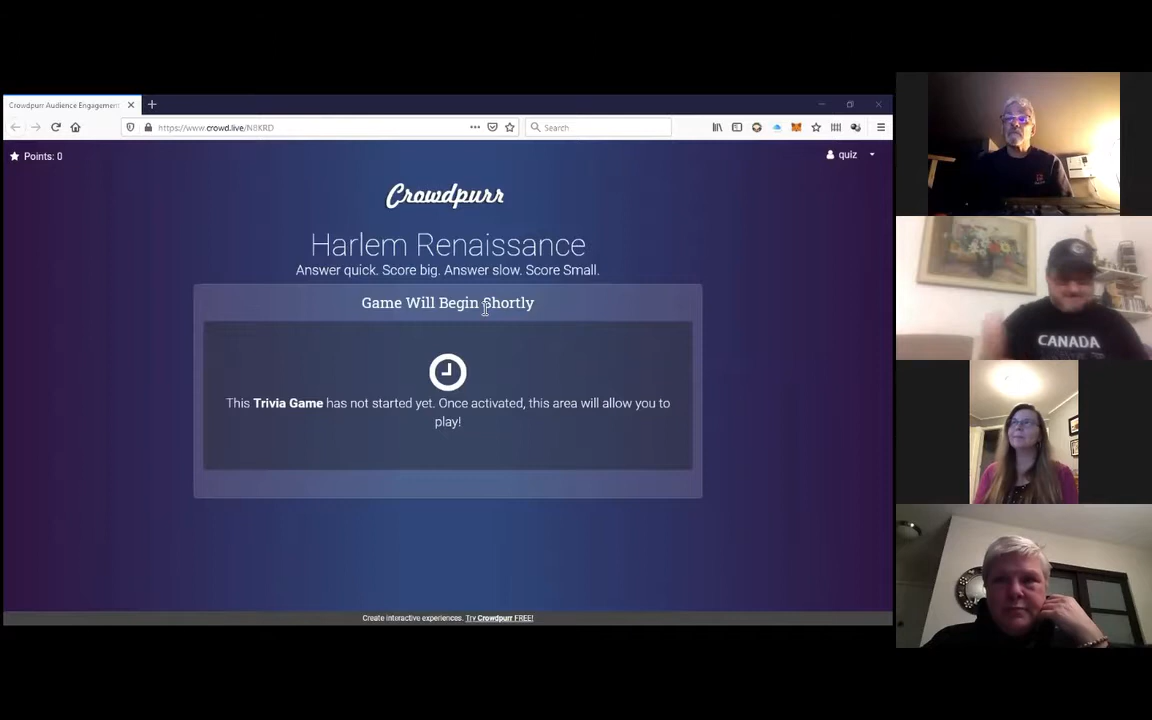 Crowdpurr Audience Engagement
https://www.crowd.live/N8KRD
Search
Points: 0
quiz
Crowdpurr
Harlem Renaissance
Answer quick. Score big. Answer slow. Score Small.
Game Will Begin Shortly
This Trivia Game has not started yet. Once activated, this area will allow you to
play!
Create interactive experiences. Try Crowdpurr FREE!
CANADA